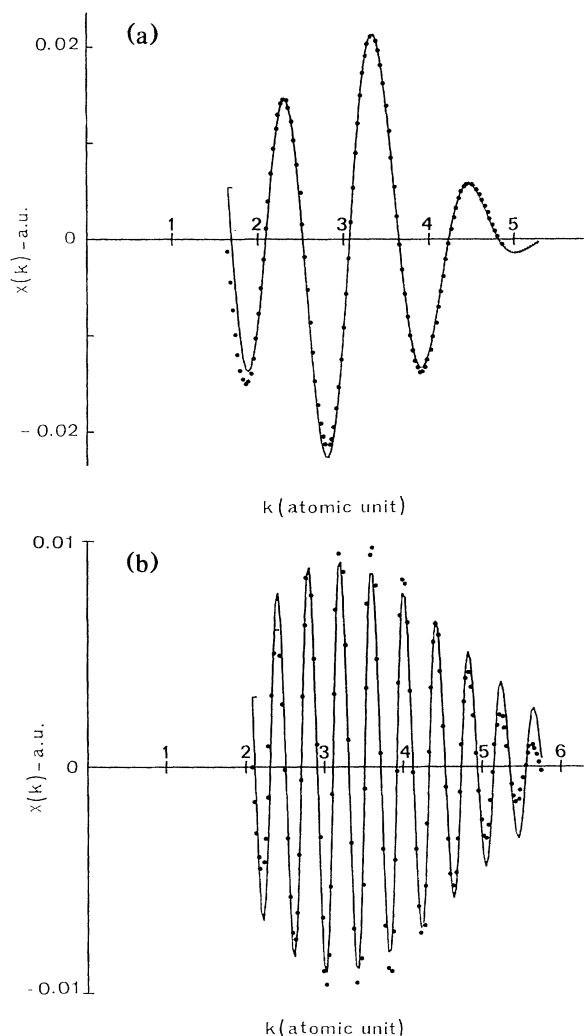 (a)
0.02
0
-0.02
χ(k)-a.u.
1 2 3 4 5
k(atomic unit)
(b)
0.01
0
-0.01
χ(k)-a.u.
1 2 3 4 5 6
k(atomic unit)